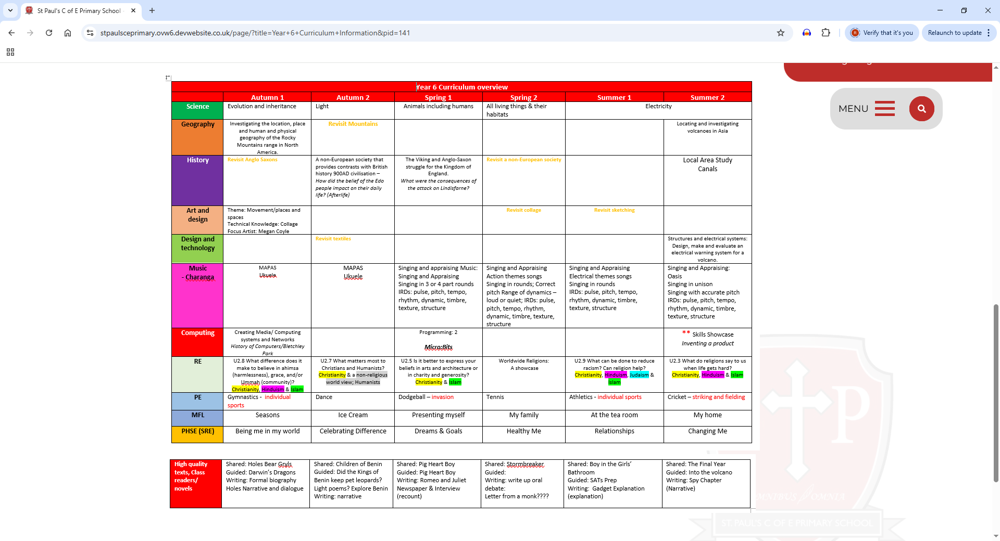 St Paul's C of E Primary School
stpaulsceprimary.ovw6.devwebsite.co.uk/page/?title=Year+6+Curriculum+Information&pid=141
Verify that it's you
Relaunch to update
MENU
Year 6 Curriculum overview
Autumn 1
Autumn 2
Spring 1
Spring 2
Summer 1
Summer 2
Science
Evolution and inheritance
Light
Animals including humans
All living things & their
habitats
Electricity
Geography
Investigating the location, place
and human and physical
geography of the Rocky
Mountains range in North
America.
Revisit Mountains
Locating and investigating
volcanoes in Asia
History
Revisit Anglo Saxons
A non-European society that
provides contrasts with British
history 900AD civilisation –
How did the belief of the Edo
people impact on their daily
life? (Afterlife)
The Viking and Anglo-Saxon
struggle for the Kingdom of
England.
What were the consequences of
the attack on Lindisfarne?
Revisit a non-European society
Local Area Study
Canals
Art and
design
Theme: Movement/places and
spaces
Technical Knowledge: Collage
Focus Artist: Megan Coyle
Revisit collage
Revisit sketching
Design and
technology
Revisit textiles
Structures and electrical systems:
Design, make and evaluate an
electrical warning system for a
volcano.
Music
- Charanga
MAPAS
Ukuele
MAPAS
Ukuele
Singing and appraising Music:
Singing and Appraising
Singing in 3 or 4 part rounds
IRDs: pulse, pitch, tempo,
rhythm, dynamic, timbre,
texture, structure
Singing and Appraising
Action themes songs
Singing in rounds; Correct
pitch Range of dynamics –
loud or quiet; IRDs: pulse,
pitch, tempo, rhythm,
dynamic, timbre, texture,
structure
Singing and Appraising
Electrical themes songs
Singing in rounds
IRDs: pulse, pitch, tempo,
rhythm, dynamic, timbre,
texture, structure
Singing and Appraising:
Oasis
Singing in unison
Singing with accurate pitch
IRDs: pulse, pitch, tempo,
rhythm, dynamic, timbre,
texture, structure
Computing
Creating Media/ Computing
systems and Networks
History of Computers/Bletchley
Park
Programming: 2
Micro:Bits
** Skills Showcase
Inventing a product
RE
U2.8 What difference does it
make to believe in ahimsa
(harmlessness), grace, and/or
Ummah (community)?
Christianity, Hinduism & Islam
U2.7 What matters most to
Christians and Humanists?
Christianity & a non-religious
world view; Humanists
U2.5 Is it better to express your
beliefs in arts and architecture or
in charity and generosity?
Christianity & Islam
Worldwide Religions:
A showcase
U2.9 What can be done to reduce
racism? Can religion help?
Christianity, Hinduism, Judaism &
Islam
U2.3 What do religions say to us
when life gets hard?
Christianity, Hinduism & Islam
PE
Gymnastics - individual
sports
Dance
Dodgeball – invasion
Tennis
Athletics - individual sports
Cricket – striking and fielding
MFL
Seasons
Ice Cream
Presenting myself
My family
At the tea room
My home
PHSE (SRE)
Being me in my world
Celebrating Difference
Dreams & Goals
Healthy Me
Relationships
Changing Me
High quality
texts, Class
readers/
novels
Shared: Holes Bear Gryls
Guided: Darwin's Dragons
Writing: Formal biography
Holes Narrative and dialogue
Shared: Children of Benin
Guided: Did the Kings of
Benin keep pet leopards?
Light poems? Explore Benin
Writing: narrative
Shared: Pig Heart Boy
Guided: Pig Heart Boy
Writing: Romeo and Juliet
Newspaper & Interview
(recount)
Shared: Stormbreaker
Guided:
Writing: write up oral
debate:
Letter from a monk????
Shared: Boy in the Girls'
Bathroom
Guided: SATs Prep
Writing: Gadget Explanation
(explanation)
Shared: The Final Year
Guided: Into the volcano
Writing: Spy Chapter
(Narrative)
P
OMNIBUS OMNIA
ST. PAUL'S C OF E PRIMARY SCHOOL